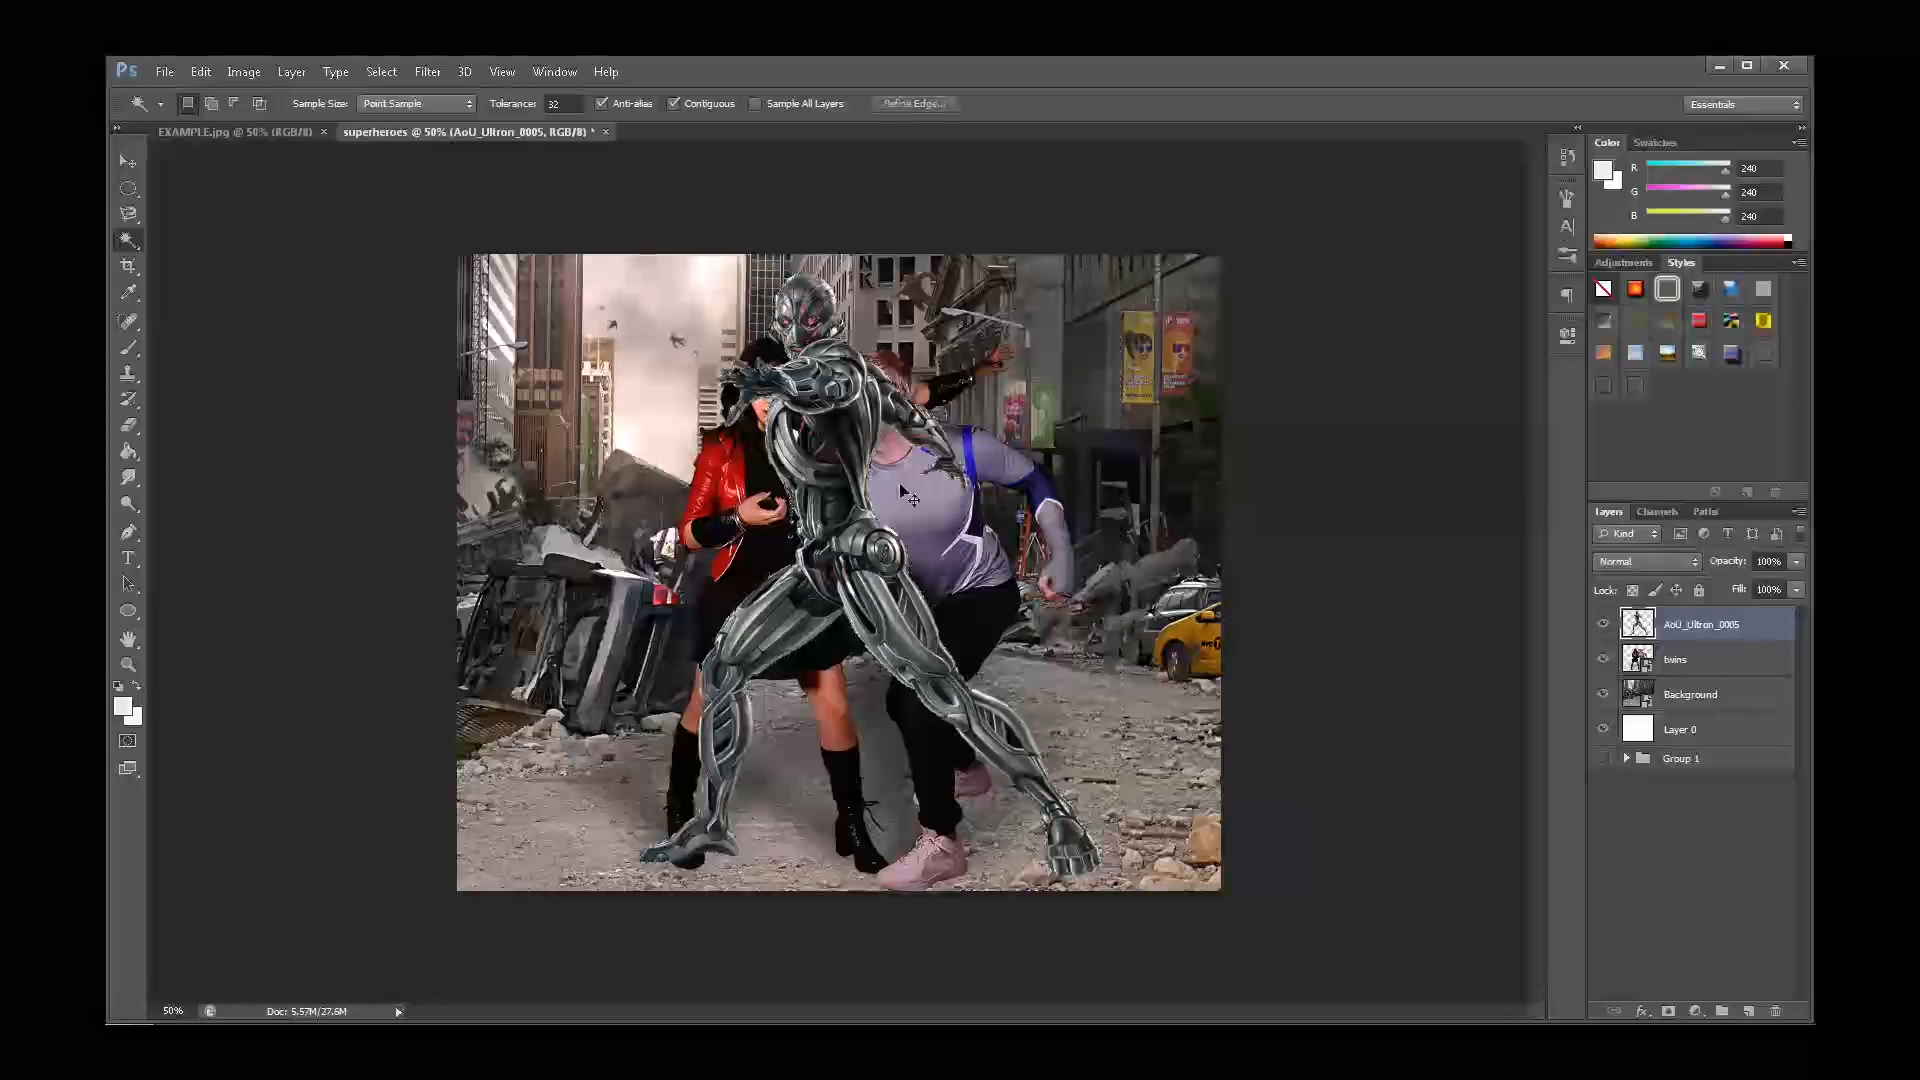 Ps File Edit Image Layer Type Select Filter 3D View Window Help
Sample Size: Point Sample Tolerance: 32 Anti-alias Contiguous Sample All Layers Refine Edge... Essentials
EXAMPLE.jpg @ 50% (RGB/8) × superheroes @ 50% (AoU_Ultron_0005, RGB/8) * ×
Color Swatches
R 240
G 240
B 240
Adjustments Styles
Layers Channels Paths
Kind
Normal Opacity: 100%
Lock: Fill: 100%
AoU_Ultron_0005
twins
Background
Layer 0
Group 1
50% Doc: 5.57M/27.6M